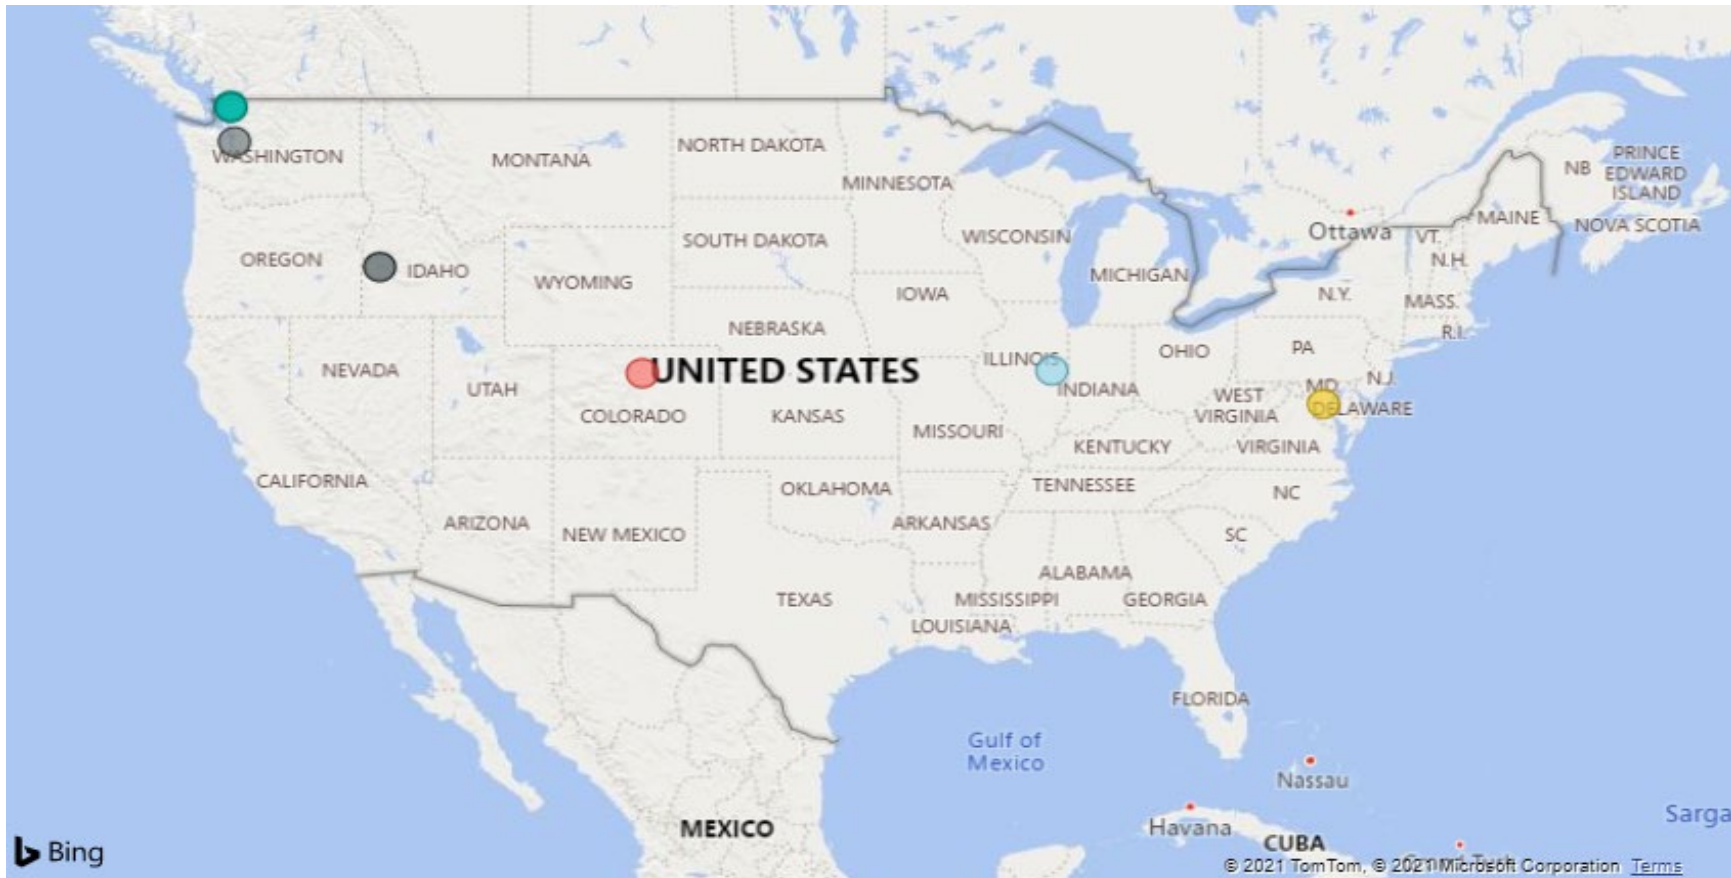 WASHINGTON
MONTANA
NORTH DAKOTA
MINNESOTA
OREGON
IDAHO
WYOMING
SOUTH DAKOTA
WISCONSIN
MICHIGAN
Ottawa
VT.
N.H.
MAINE
NB
PRINCE
EDWARD
ISLAND
NOVA SCOTIA
IOWA
N.Y.
MASS.
R.I.
NEBRASKA
NEVADA
UTAH
UNITED STATES
COLORADO
KANSAS
ILLINOIS
INDIANA
OHIO
PA
MD
N.J.
DELAWARE
WEST
VIRGINIA
MISSOURI
KENTUCKY
VIRGINIA
CALIFORNIA
ARIZONA
NEW MEXICO
OKLAHOMA
ARKANSAS
TENNESSEE
NC
SC
TEXAS
ALABAMA
MISSISSIPPI
GEORGIA
LOUISIANA
FLORIDA
Gulf of
Mexico
Nassau
MEXICO
Havana
CUBA
Sarga
Bing
© 2021 TomTom, © 2021 Microsoft Corporation Terms